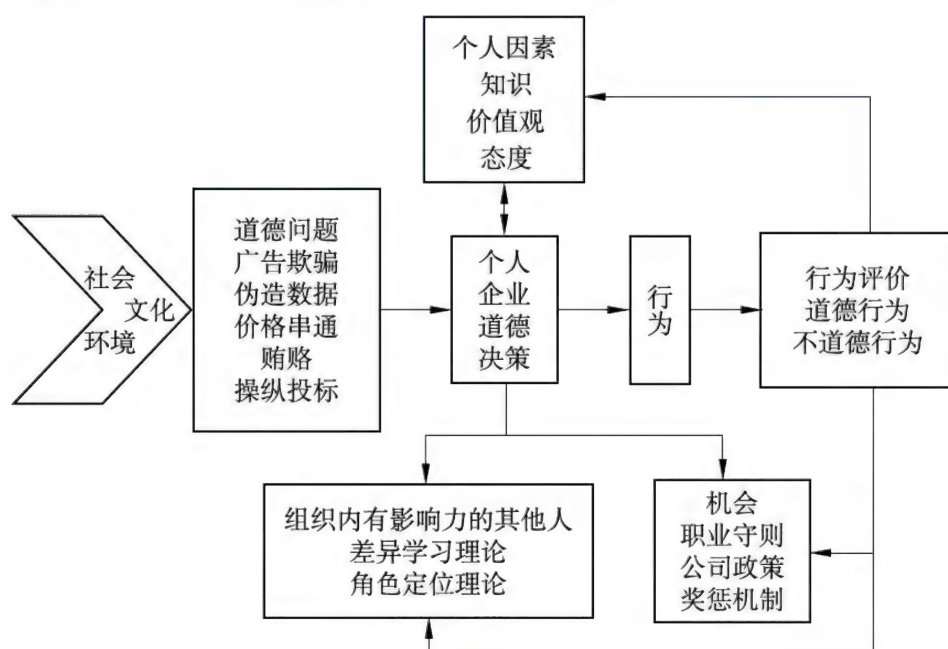 个人因素
知识
价值观
态度
社会
文化
环境
道德问题
广告欺骗
伪造数据
价格串通
贿赂
操纵投标
个人
企业
道德
决策
行
为
行为评价
道德行为
不道德行为
组织内有影响力的其他人
差异学习理论
角色定位理论
机会
职业守则
公司政策
奖惩机制